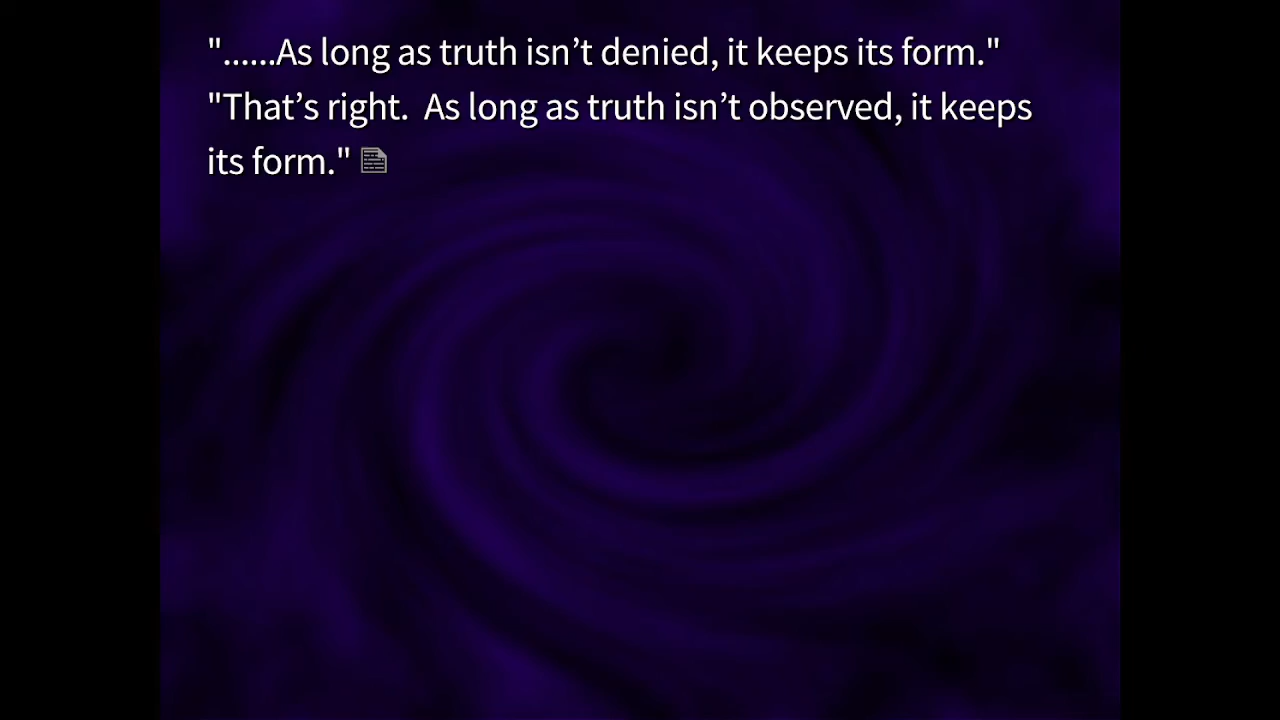 "......As long as truth isn’t denied, it keeps its form."
"That’s right.  As long as truth isn’t observed, it keeps
its form."